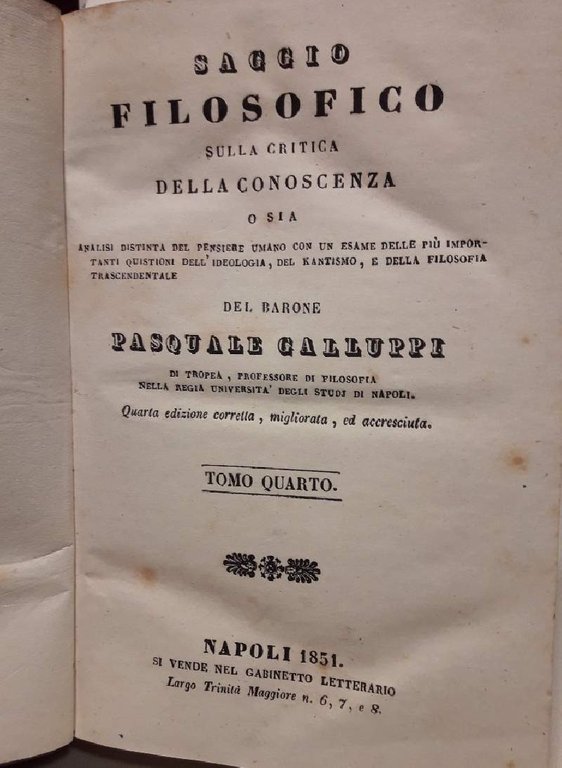 SAGGIO
FILOSOFICO
SULLA CRITICA
DELLA CONOSCENZA
O SIA
ANALISI DISTINTA DEL PENSIERE UMANO CON UN ESAME DELLE PIÙ IMPOR-
TANTI QUISTIONI DELL'IDEOLOGIA, DEL KANTISMO, E DELLA FILOSOFIA
TRASCENDENTALE
DEL BARONE
PASQUALE GALLUPPI
DI TROPEA, PROFESSORE DI FILOSOFIA
NELLA REGIA UNIVERSITA' DEGLI STUDJ DI NAPOLI.
Quarta edizione corretta, migliorata, ed accresciuta.
TOMO QUARTO.
NAPOLI 1851.
SI VENDE NEL GABINETTO LETTERARIO
Largo Trinità Maggiore n. 6, 7, e 8.